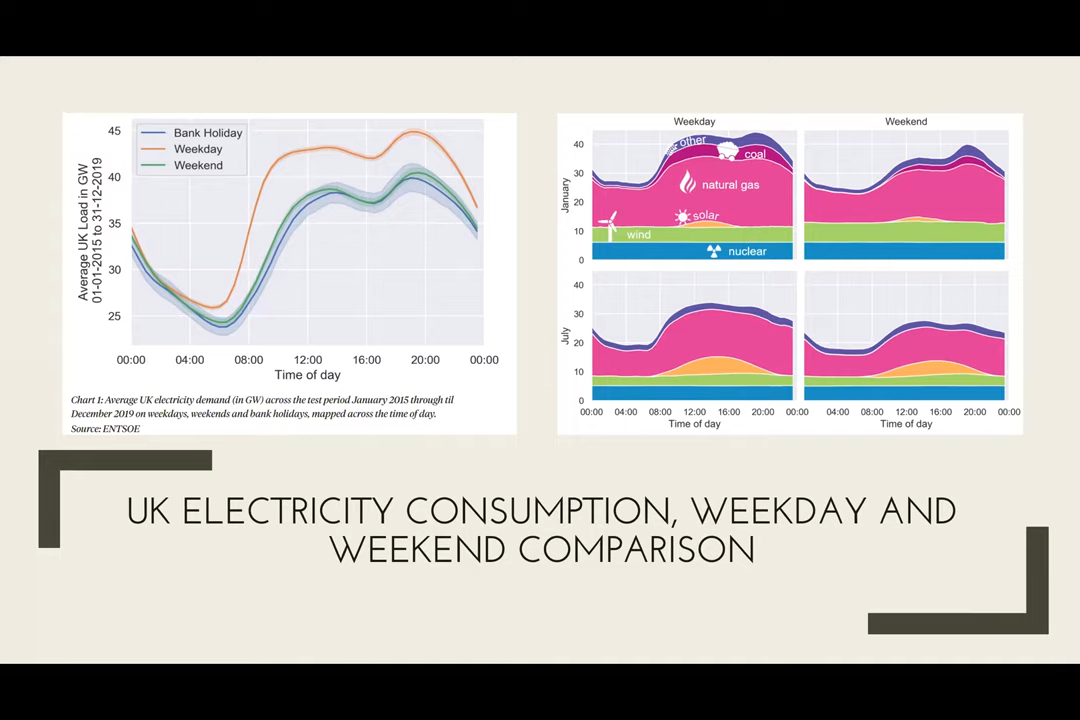 45
40
35
30
25
Average UK Load in GW
01-01-2015 to 31-12-2019
Bank Holiday
Weekday
Weekend
00:00 04:00 08:00 12:00 16:00 20:00 00:00
Time of day
Chart 1: Average UK electricity demand (in GW) across the test period January 2015 through til
December 2019 on weekdays, weekends and bank holidays, mapped across the time of day.
Source: ENTSOE
Weekday Weekend
January
40
30
20
10
0
other
coal
natural gas
solar
wind
nuclear
July
40
30
20
10
0
00:00 04:00 08:00 12:00 16:00 20:00 00:00 04:00 08:00 12:00 16:00 20:00 00:00
Time of day Time of day
UK ELECTRICITY CONSUMPTION, WEEKDAY AND
WEEKEND COMPARISON